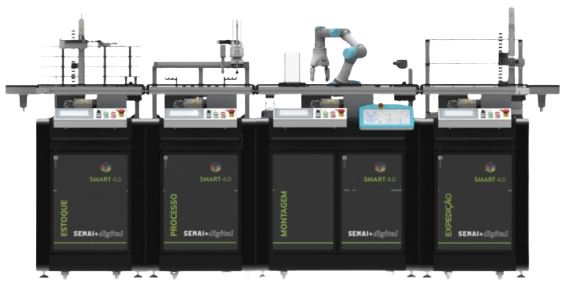 SMART 4.0
ESTOQUE
SENAI+digital
SMART 4.0
PROCESSO
SENAI+digital
SMART 4.0
MONTAGEM
SENAI+digital
SMART 4.0
EXPEDIÇÃO
SENAI+digital